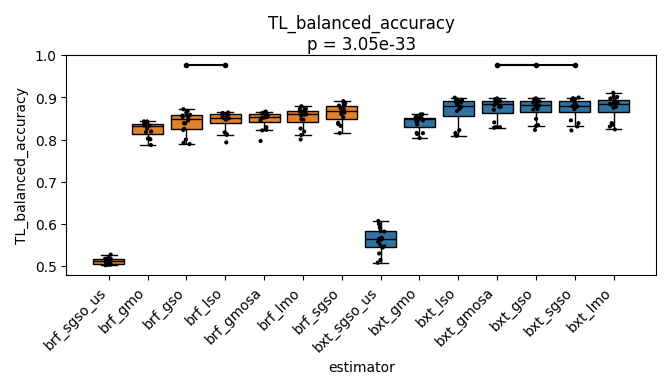 TL_balanced_accuracy
p = 3.05e-33
TL_balanced_accuracy
1.0
0.9
0.8
0.7
0.6
0.5
brf_sgso_us
brf_gmo
brf_gso
brf_lso
brf_gmosa
brf_lmo
brf_sgso
bxt_sgso_us
bxt_gmo
bxt_lso
bxt_gmosa
bxt_gso
bxt_sgso
bxt_lmo
estimator